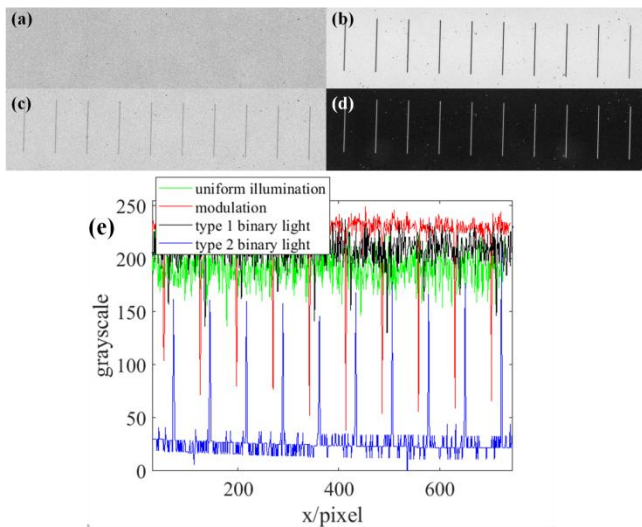 (a)
(b)
(c)
(d)
(e)
uniform illumination
modulation
type 1 binary light
type 2 binary light
250
200
150
100
50
0
grayscale
200
400
600
x/pixel